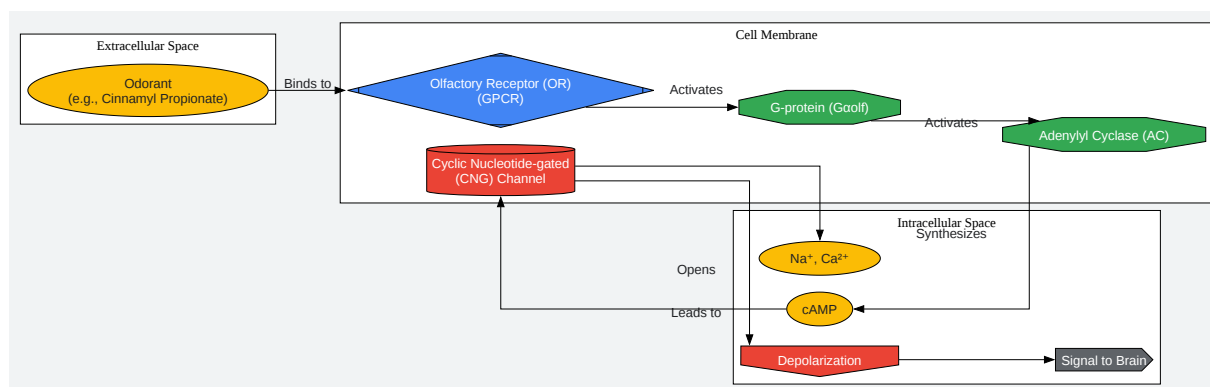 Extracellular Space
Cell Membrane
Odorant
(e.g., Cinnamyl Propionate)
Binds to
Olfactory Receptor (OR)
(GPCR)
Activates
G-protein (Gαolf)
Activates
Adenylyl Cyclase (AC)
Cyclic Nucleotide-gated
(CNG) Channel
Intracellular Space
Synthesizes
Na⁺, Ca²⁺
Opens
cAMP
Leads to
Depolarization
Signal to Brain